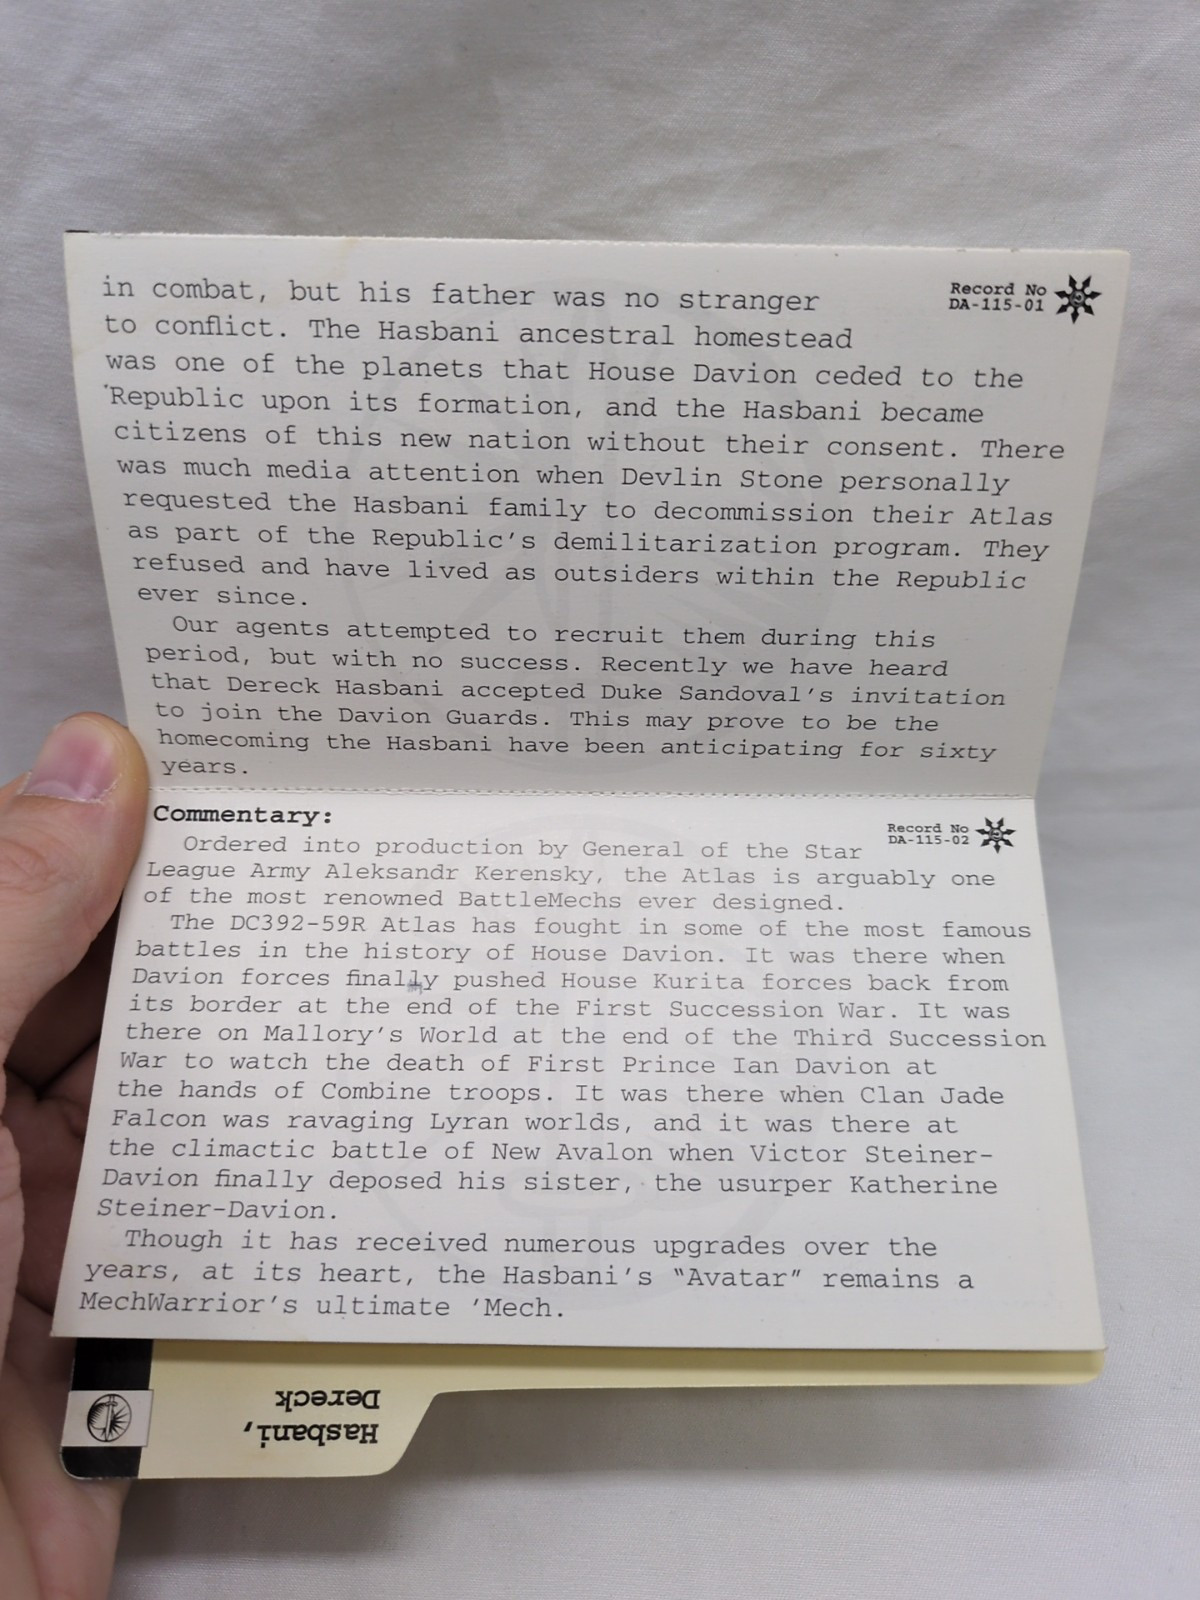 in combat, but his father was no stranger
to conflict. The Hasbani ancestral homestead
was one of the planets that House Davion ceded to the
Republic upon its formation, and the Hasbani became
citizens of this new nation without their consent. There
was much media attention when Devlin Stone personally
requested the Hasbani family to decommission their Atlas
as part of the Republic's demilitarization program. They
refused and have lived as outsiders within the Republic
ever since.
Our agents attempted to recruit them during this
period, but with no success. Recently we have heard
that Dereck Hasbani accepted Duke Sandoval's invitation
to join the Davion Guards. This may prove to be the
homecoming the Hasbani have been anticipating for sixty
years.
Record No
DA-115-01
Commentary:
Ordered into production by General of the Star
League Army Aleksandr Kerensky, the Atlas is arguably one
of the most renowned BattleMechs ever designed.
The DC392-59R Atlas has fought in some of the most famous
battles in the history of House Davion. It was there when
Davion forces finally pushed House Kurita forces back from
its border at the end of the First Succession War. It was
there on Mallory's World at the end of the Third Succession
War to watch the death of First Prince Ian Davion at
the hands of Combine troops. It was there when Clan Jade
Falcon was ravaging Lyran worlds, and it was there at
the climactic battle of New Avalon when Victor Steiner-
Davion finally deposed his sister, the usurper Katherine
Steiner-Davion.
Though it has received numerous upgrades over the
years, at its heart, the Hasbani's "Avatar" remains a
MechWarrior's ultimate 'Mech.
Record No
DA-115-02
Hasbani,
Dereck